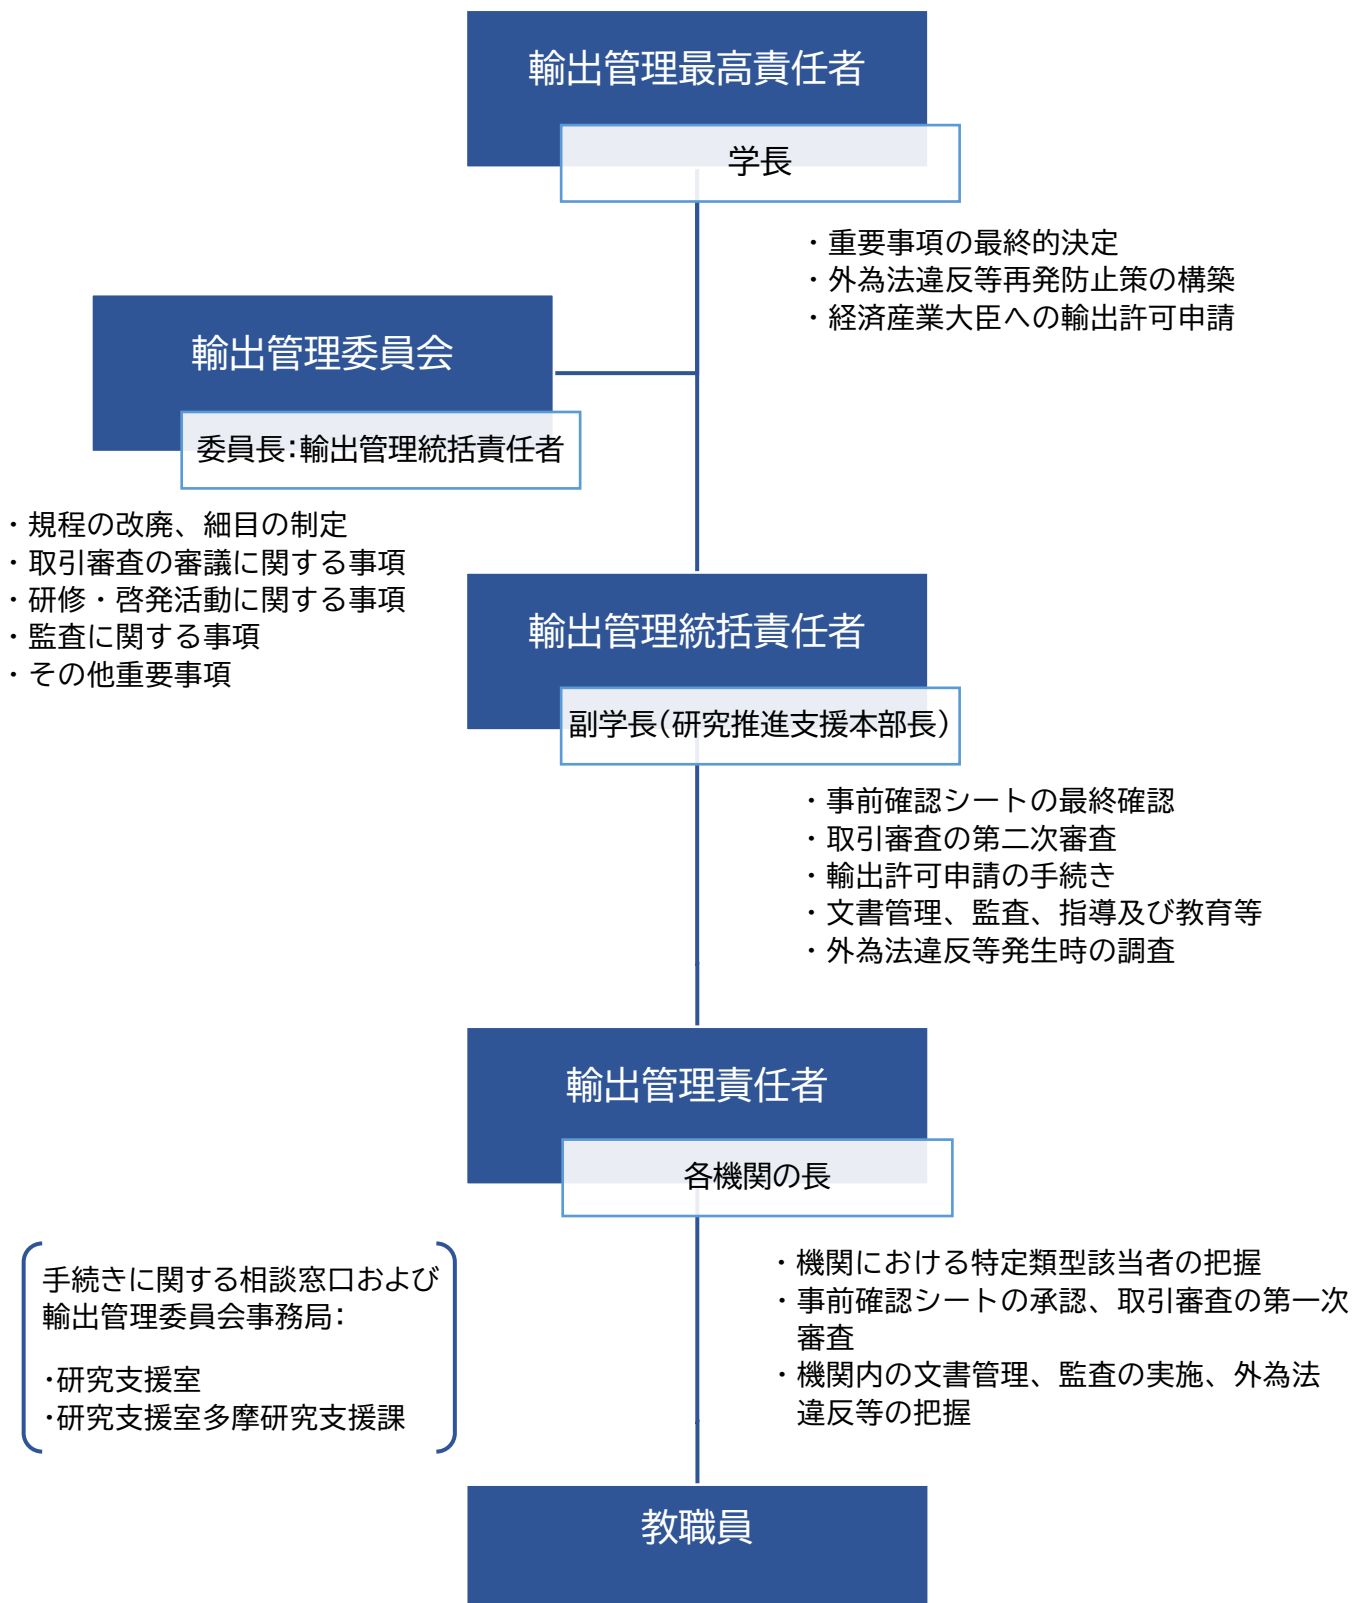 輸出管理最高責任者
学長
・重要事項の最終的決定
・外為法違反等再発防止策の構築
・経済産業大臣への輸出許可申請
輸出管理委員会
委員長：輸出管理統括責任者
・規程の改廃、細目の制定
・取引審査の審議に関する事項
・研修・啓発活動に関する事項
・監査に関する事項
・その他重要事項
輸出管理統括責任者
副学長（研究推進支援本部長）
・事前確認シートの最終確認
・取引審査の第二次審査
・輸出許可申請の手続き
・文書管理、監査、指導及び教育等
・外為法違反等発生時の調査
輸出管理責任者
各機関の長
・機関における特定類型該当者の把握
・事前確認シートの承認、取引審査の第一次
審査
・機関内の文書管理、監査の実施、外為法
違反等の把握
手続きに関する相談窓口および
輸出管理委員会事務局：
・研究支援室
・研究支援室多摩研究支援課
教職員